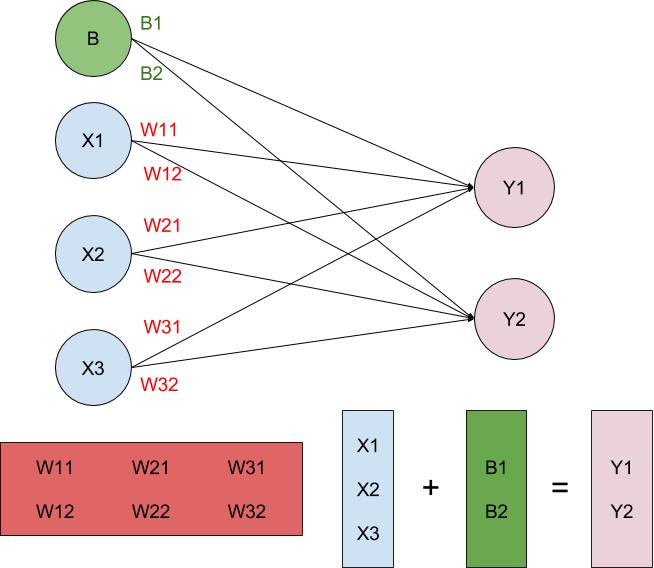 B
B1
B2
X1
W11
W12
X2
W21
W22
X3
W31
W32
Y1
Y2
W11 W21 W31
W12 W22 W32
X1
X2
X3
+
B1
B2
=
Y1
Y2